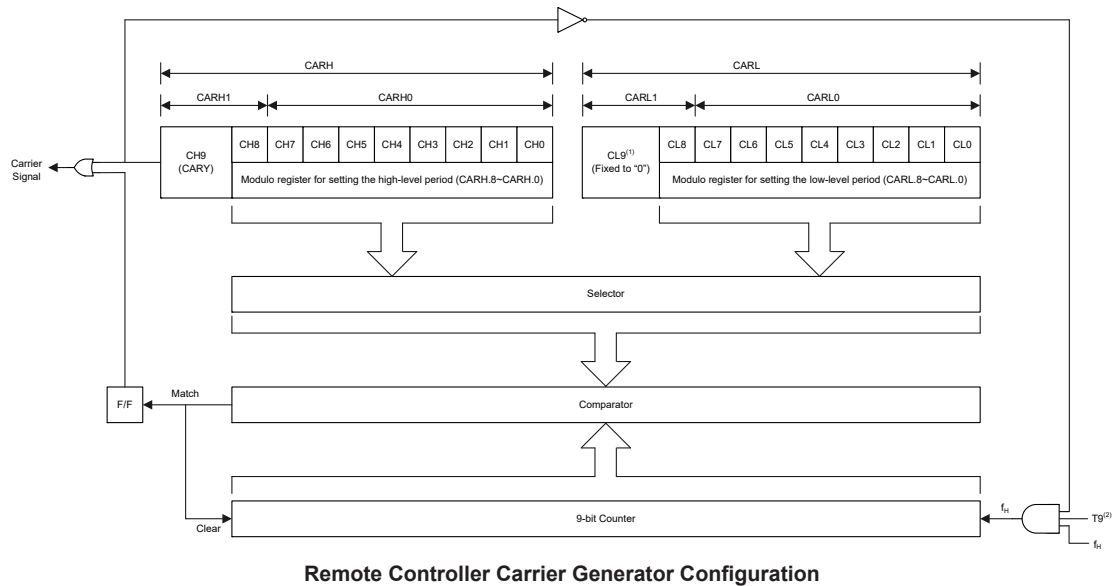 CARH
CARL
CARH1
CARH0
CARL1
CARL0
CH9
(CARY)
CH8
CH7
CH6
CH5
CH4
CH3
CH2
CH1
CH0
Modulo register for setting the high-level period (CARH.8~CARH.0)
CL9(1)
(Fixed to “0”)
CL8
CL7
CL6
CL5
CL4
CL3
CL2
CL1
CL0
Modulo register for setting the low-level period (CARL.8~CARL.0)
Carrier
Signal
Selector
F/F
Match
Comparator
Clear
9-bit Counter
fH
T9(2)
fH
Remote Controller Carrier Generator Configuration